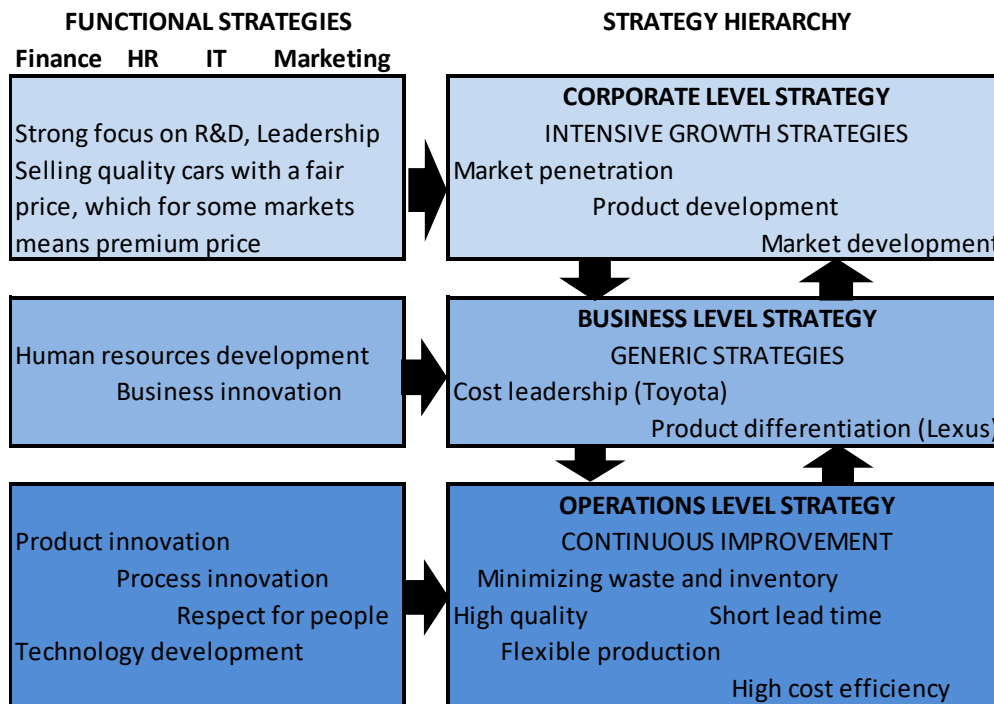 FUNCTIONAL STRATEGIES
Finance HR IT Marketing
Strong focus on R&D, Leadership
Selling quality cars with a fair
price, which for some markets
means premium price
Human resources development
Business innovation
Product innovation
Process innovation
Respect for people
Technology development
STRATEGY HIERARCHY
CORPORATE LEVEL STRATEGY
INTENSIVE GROWTH STRATEGIES
Market penetration
Product development
Market development
BUSINESS LEVEL STRATEGY
GENERIC STRATEGIES
Cost leadership (Toyota)
Product differentiation (Lexus)
OPERATIONS LEVEL STRATEGY
CONTINUOUS IMPROVEMENT
Minimizing waste and inventory
High quality Short lead time
Flexible production
High cost efficiency